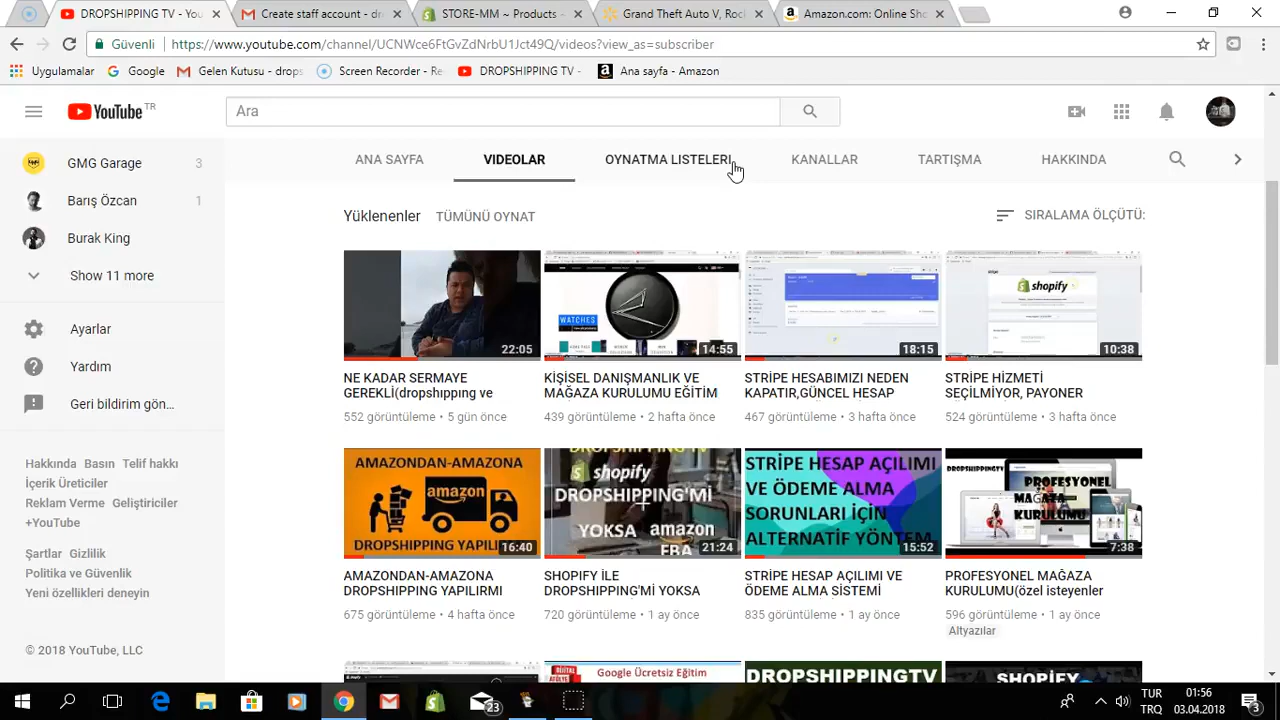 DROPSHIPPING TV - You
Create staff account - dr
STORE-MM ~ Products ~
Grand Theft Auto V, Rock
Amazon.com: Online Sho
Güvenli
https://www.youtube.com/channel/UCNWce6FtGvZdNrbU1Jct49Q/videos?view_as=subscriber
Uygulamalar
Google
Gelen Kutusu - drops
Screen Recorder - Re
DROPSHIPPING TV -
Ana sayfa - Amazon
YouTube TR
Ara
GMG Garage 3
Barış Özcan 1
Burak King
Show 11 more
Ayarlar
Yardım
Geri bildirim gön...
Hakkında Basın Telif hakkı
İçerik Üreticiler
Reklam Verme Geliştiriciler
+YouTube
Şartlar Gizlilik
Politika ve Güvenlik
Yeni özellikleri deneyin
© 2018 YouTube, LLC
ANA SAYFA
VIDEOLAR
OYNATMA LISTELERI
KANALLAR
TARTIŞMA
HAKKINDA
Yüklenenler TÜMÜNÜ OYNAT
SIRALAMA ÖLÇÜTÜ:
22:05
NE KADAR SERMAYE
GEREKLİ(dropshıppıng ve
552 görüntüleme • 5 gün önce
WATCHES
14:55
KİŞİSEL DANIŞMANLIK VE
MAĞAZA KURULUMU EĞİTİM
439 görüntüleme • 2 hafta önce
18:15
STRİPE HESABIMIZI NEDEN
KAPATIR,GÜNCEL HESAP
467 görüntüleme • 3 hafta önce
shopify
10:38
STRİPE HİZMETİ
SEÇİLMİYOR, PAYONER
524 görüntüleme • 3 hafta önce
AMAZONDAN-AMAZONA
amazon
DROPSHIPPING YAPILIR
16:40
AMAZONDAN-AMAZONA
DROPSHIPPING YAPILIRMI
675 görüntüleme • 4 hafta önce
DROPSHIPPING TV
shopify
DROPSHIPPING'Mİ
YOKSA amazon
FBA
21:24
SHOPIFY İLE
DROPSHIPPING'Mİ YOKSA
720 görüntüleme • 1 ay önce
STRİPE HESAP AÇILIMI
VE ÖDEME ALMA
SORUNLARI İÇİN
ALTERNATİF YÖNTEM
15:52
STRİPE HESAP AÇILIMI VE
ÖDEME ALMA SİSTEMİ
835 görüntüleme • 1 ay önce
DROPSHIPPINGTV
PROFESYONEL
MAĞAZA
KURULUMU
7:38
PROFESYONEL MAĞAZA
KURULUMU(özel isteyenler
596 görüntüleme • 1 ay önce
Altyazılar
Google Ücretsiz Eğitim
DROPSHIPPINGTV
SHOPİFY
23
TUR
TRQ
01:56
03.04.2018
3